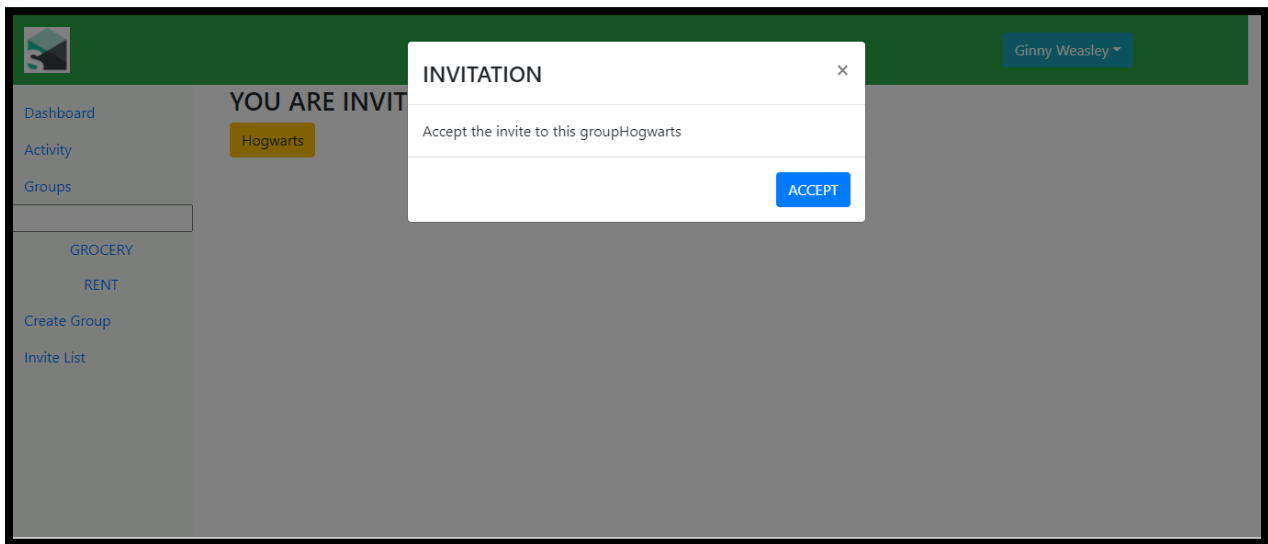 Ginny Weasley
INVITATION
×
Dashboard
YOU ARE INVIT
Accept the invite to this groupHogwarts
Hogwarts
Activity
Groups
ACCEPT
GROCERY
RENT
Create Group
Invite List